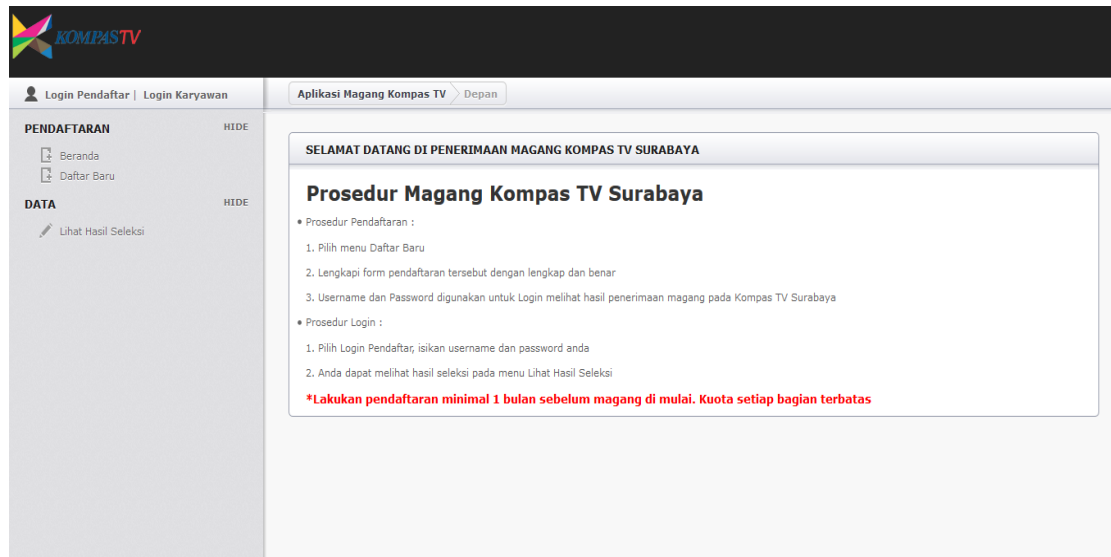 KOMPASTV
Login Pendaftar | Login Karyawan
Aplikasi Magang Kompas TV Depan
PENDAFTARAN HIDE
Beranda
Daftar Baru
DATA HIDE
Lihat Hasil Seleksi
SELAMAT DATANG DI PENERIMAAN MAGANG KOMPAS TV SURABAYA
Prosedur Magang Kompas TV Surabaya
• Prosedur Pendaftaran :
1. Pilih menu Daftar Baru
2. Lengkapi form pendaftaran tersebut dengan lengkap dan benar
3. Username dan Password digunakan untuk Login melihat hasil penerimaan magang pada Kompas TV Surabaya
• Prosedur Login :
1. Pilih Login Pendaftar, isikan username dan password anda
2. Anda dapat melihat hasil seleksi pada menu Lihat Hasil Seleksi
*Lakukan pendaftaran minimal 1 bulan sebelum magang di mulai. Kuota setiap bagian terbatas